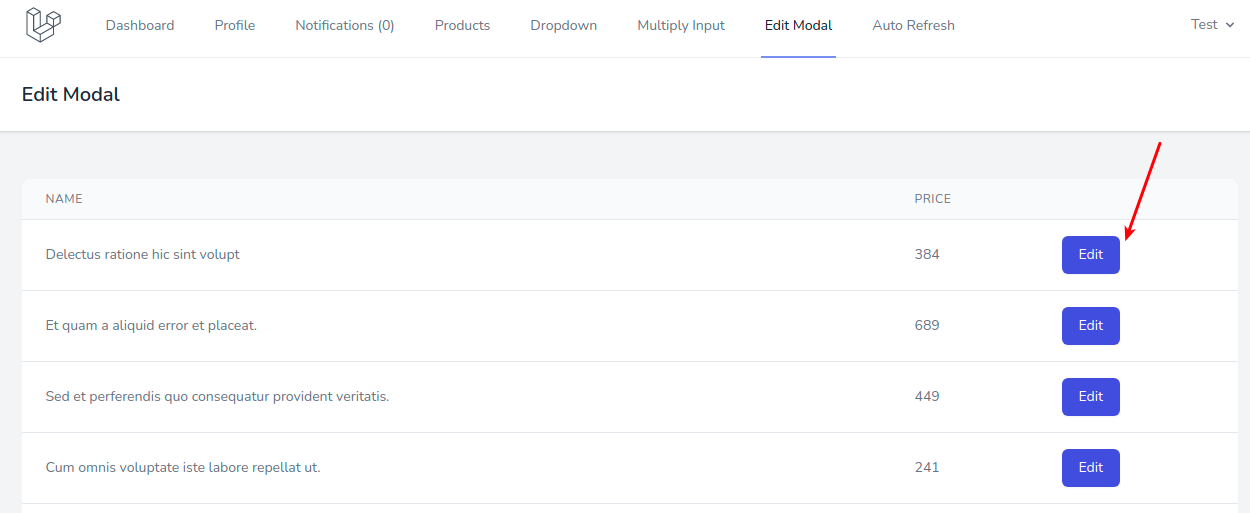 Dashboard Profile Notifications (0) Products Dropdown Multiply Input Edit Modal Auto Refresh Test
Edit Modal
NAME PRICE
Delectus ratione hic sint volupt 384 Edit
Et quam a aliquid error et placeat. 689 Edit
Sed et perferendis quo consequatur provident veritatis. 449 Edit
Cum omnis voluptate iste labore repellat ut. 241 Edit